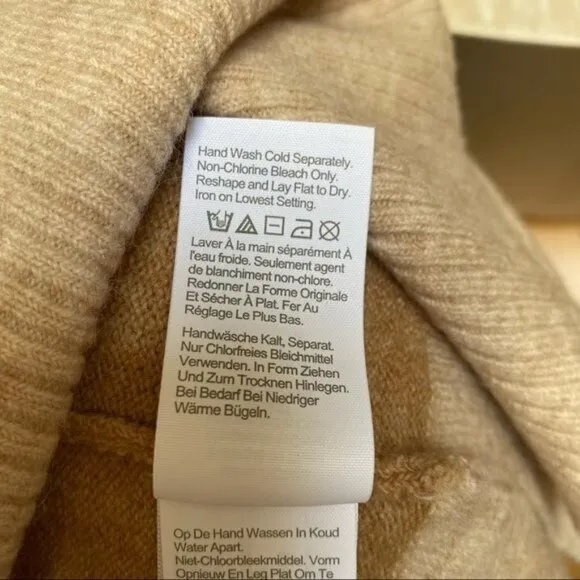 Hand Wash Cold Separately.
Non-Chlorine Bleach Only.
Reshape and Lay Flat to Dry.
Iron on Lowest Setting.
Laver À la main séparément À
l'eau froide. Seulement agent
de blanchiment non-chlore.
Redonner La Forme Originale
Et Sécher À Plat. Fer Au
Réglage Le Plus Bas.
Handwäsche Kalt, Separat.
Nur Chlorfreies Bleichmittel
Verwenden. In Form Ziehen
Und Zum Trocknen Hinlegen.
Bei Bedarf Bei Niedriger
Wärme Bügeln.
Op De Hand Wassen In Koud
Water Apart.
Niet-Chloorbleekmiddel. Vorm
Opnieuw En Leg Plat Om Te